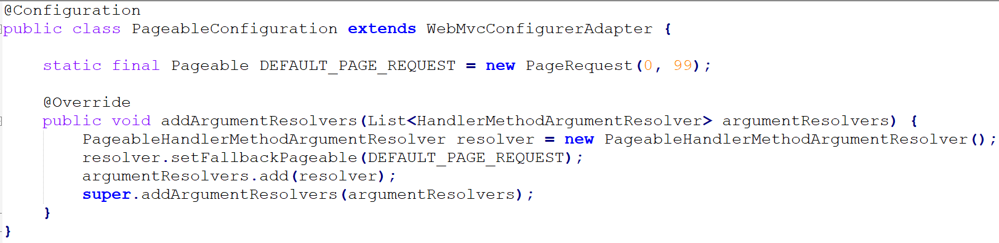 @Configuration
public class PageableConfiguration extends WebMvcConfigurerAdapter {
static final Pageable DEFAULT_PAGE_REQUEST = new PageRequest(0, 99);
@Override
public void addArgumentResolvers(List<HandlerMethodArgumentResolver> argumentResolvers) {
PageableHandlerMethodArgumentResolver resolver = new PageableHandlerMethodArgumentResolver();
resolver.setFallbackPageable(DEFAULT_PAGE_REQUEST);
argumentResolvers.add(resolver);
super.addArgumentResolvers(argumentResolvers);
}
}